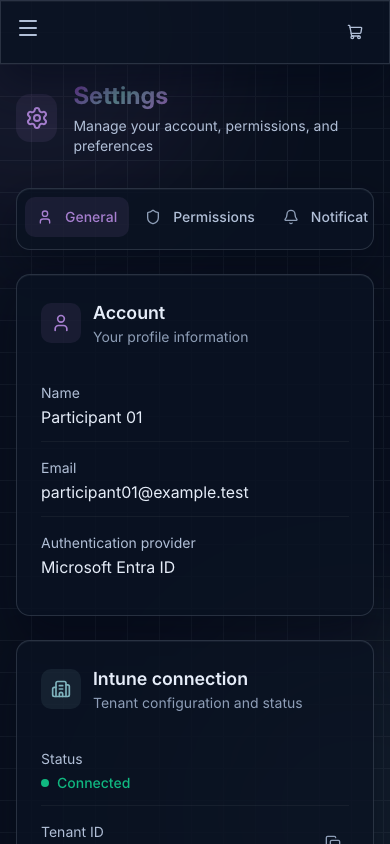 Settings
Manage your account, permissions, and
preferences
General
Permissions
Notificat
Account
Your profile information
Name
Participant 01
Email
participant01@example.test
Authentication provider
Microsoft Entra ID
Intune connection
Tenant configuration and status
Status
Connected
Tenant ID